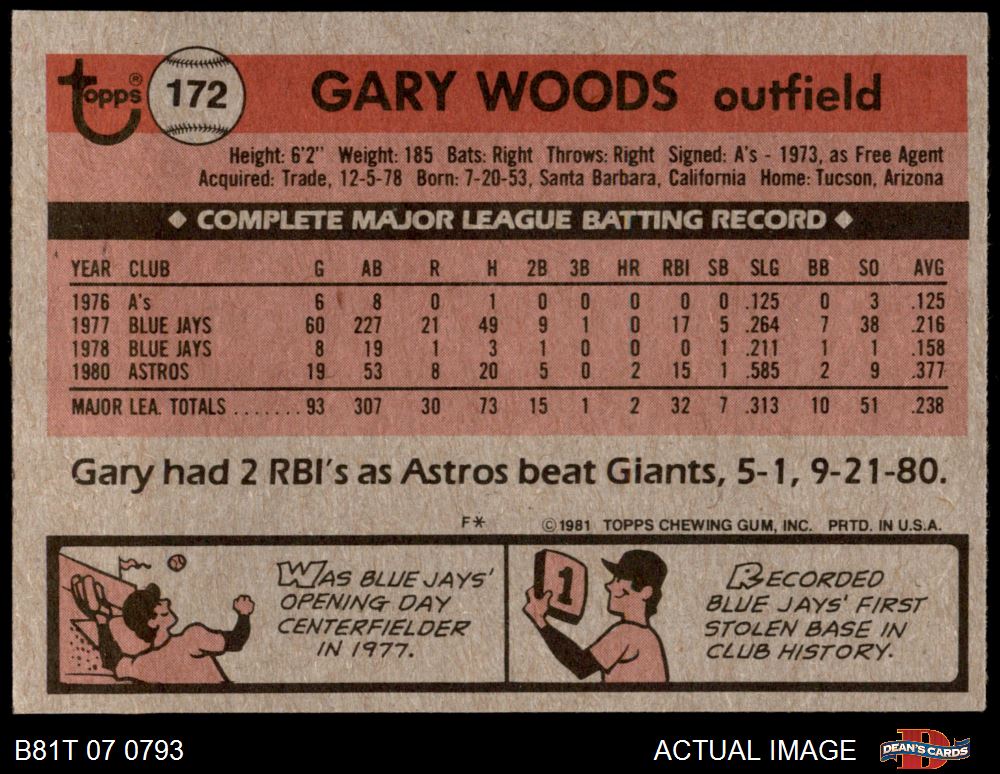 Topps ® 172 GARY WOODS outfield
Height: 6'2" Weight: 185 Bats: Right Throws: Right Signed: A's - 1973, as Free Agent
Acquired: Trade, 12-5-78 Born: 7-20-53, Santa Barbara, California Home: Tucson, Arizona
◆ COMPLETE MAJOR LEAGUE BATTING RECORD ◆
YEAR CLUB G AB R H 2B 3B HR RBI SB SLG BB SO AVG
1976 A's 6 8 0 1 0 0 0 0 0 .125 0 3 .125
1977 BLUE JAYS 60 227 21 49 9 1 0 17 5 .264 7 38 .216
1978 BLUE JAYS 8 19 1 3 1 0 0 0 1 .211 1 1 .158
1980 ASTROS 19 53 8 20 5 0 2 15 1 .585 2 9 .377
MAJOR LEA. TOTALS ....... 93 307 30 73 15 1 2 32 7 .313 10 51 .238
Gary had 2 RBI's as Astros beat Giants, 5-1, 9-21-80.
F* © 1981 TOPPS CHEWING GUM, INC. PRTD. IN U.S.A.
WAS BLUE JAYS'
OPENING DAY
CENTERFIELDER
IN 1977.
1
RECORDED
BLUE JAYS' FIRST
STOLEN BASE IN
CLUB HISTORY.
B81T 07 0793 ACTUAL IMAGE D DEAN'S CARDS